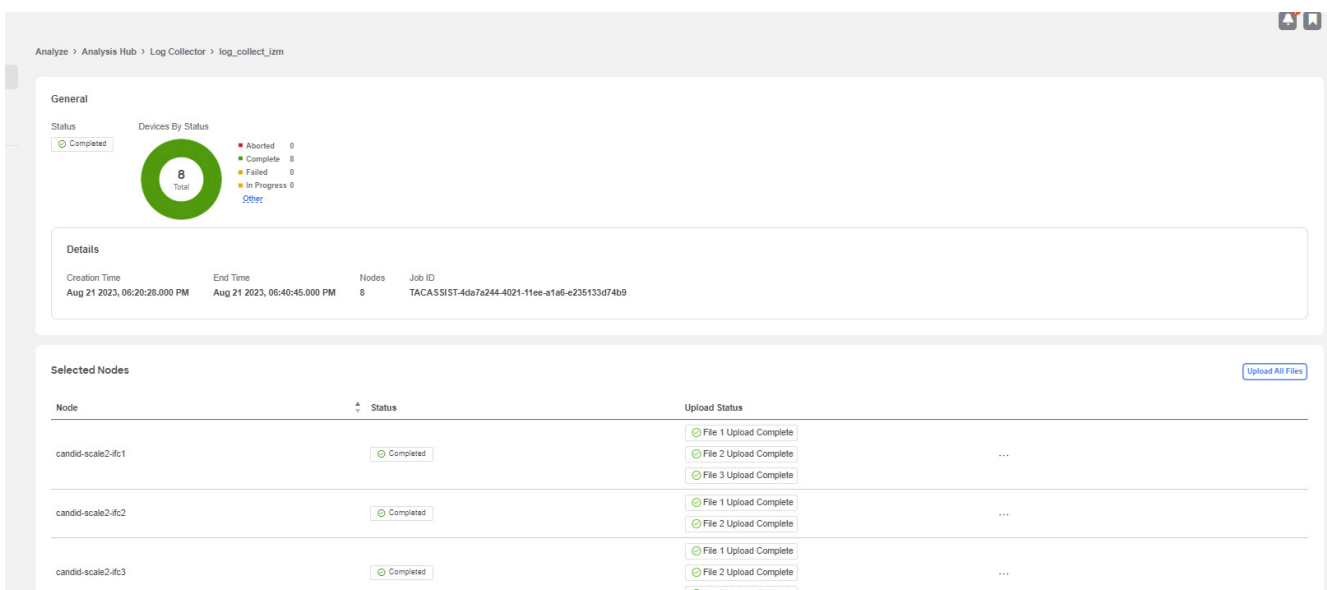 Analyze > Analysis Hub > Log Collector > log_collect_izm
General
Status Devices By Status
Completed
8
Total
Aborted 0
Complete 8
Failed 0
In Progress 0
Other
Details
Creation Time End Time Nodes Job ID
Aug 21 2023, 06:20:28.000 PM Aug 21 2023, 06:40:45.000 PM 8 TACASSIST-4da7a244-4021-11ee-a1a6-e235133d74b9
Selected Nodes Upload All Files
Node Status Upload Status
File 1 Upload Complete
candid-scale2-ifc1 Completed File 2 Upload Complete ...
File 3 Upload Complete
File 1 Upload Complete
candid-scale2-ifc2 Completed ...
File 2 Upload Complete
File 1 Upload Complete
candid-scale2-ifc3 Completed File 2 Upload Complete ...